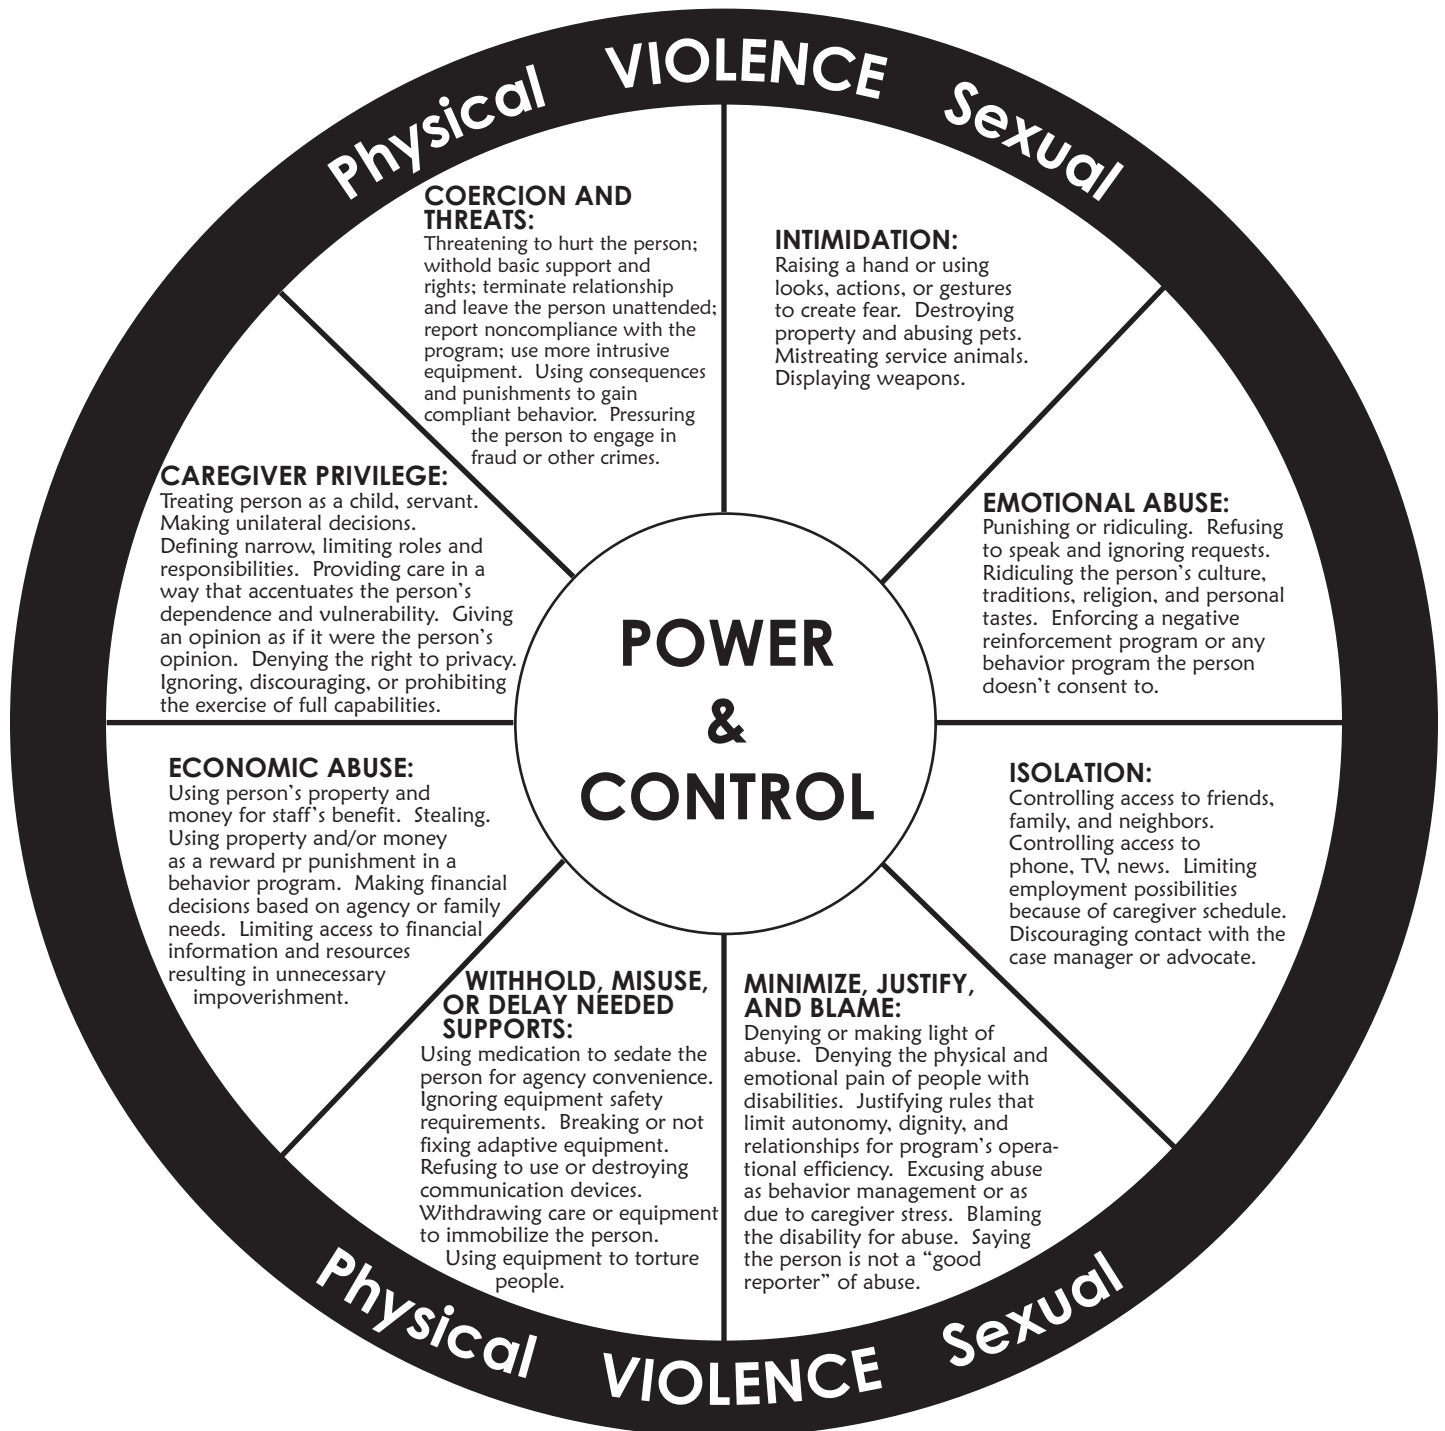 Physical VIOLENCE Sexual
COERCION AND
THREATS:
Threatening to hurt the person;
withold basic support and
rights; terminate relationship
and leave the person unattended;
report noncompliance with the
program; use more intrusive
equipment. Using consequences
and punishments to gain
compliant behavior. Pressuring
the person to engage in
fraud or other crimes.
INTIMIDATION:
Raising a hand or using
looks, actions, or gestures
to create fear. Destroying
property and abusing pets.
Mistreating service animals.
Displaying weapons.
CAREGIVER PRIVILEGE:
Treating person as a child, servant.
Making unilateral decisions.
Defining narrow, limiting roles and
responsibilities. Providing care in a
way that accentuates the person's
dependence and vulnerability. Giving
an opinion as if it were the person's
opinion. Denying the right to privacy.
Ignoring, discouraging, or prohibiting
the exercise of full capabilities.
EMOTIONAL ABUSE:
Punishing or ridiculing. Refusing
to speak and ignoring requests.
Ridiculing the person's culture,
traditions, religion, and personal
tastes. Enforcing a negative
reinforcement program or any
behavior program the person
doesn't consent to.
POWER
&
CONTROL
ECONOMIC ABUSE:
Using person's property and
money for staff's benefit. Stealing.
Using property and/or money
as a reward pr punishment in a
behavior program. Making financial
decisions based on agency or family
needs. Limiting access to financial
information and resources
resulting in unnecessary
impoverishment.
ISOLATION:
Controlling access to friends,
family, and neighbors.
Controlling access to
phone, TV, news. Limiting
employment possibilities
because of caregiver schedule.
Discouraging contact with the
case manager or advocate.
WITHHOLD, MISUSE,
OR DELAY NEEDED
SUPPORTS:
Using medication to sedate the
person for agency convenience.
Ignoring equipment safety
requirements. Breaking or not
fixing adaptive equipment.
Refusing to use or destroying
communication devices.
Withdrawing care or equipment
to immobilize the person.
Using equipment to torture
people.
MINIMIZE, JUSTIFY,
AND BLAME:
Denying or making light of
abuse. Denying the physical and
emotional pain of people with
disabilities. Justifying rules that
limit autonomy, dignity, and
relationships for program's opera-
tional efficiency. Excusing abuse
as behavior management or as
due to caregiver stress. Blaming
the disability for abuse. Saying
the person is not a “good
reporter” of abuse.
Physical VIOLENCE Sexual